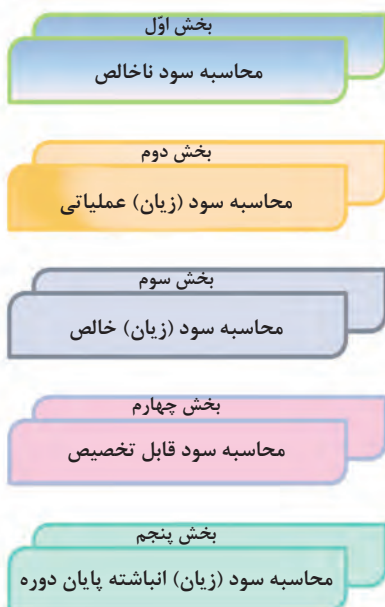 بخش اوّل
محاسبه سود ناخالص
بخش دوم
محاسبه سود (زیان) عملیاتی
بخش سوم
محاسبه سود (زیان) خالص
بخش چهارم
محاسبه سود قابل تخصیص
بخش پنجم
محاسبه سود (زیان) انباشته پایان دوره